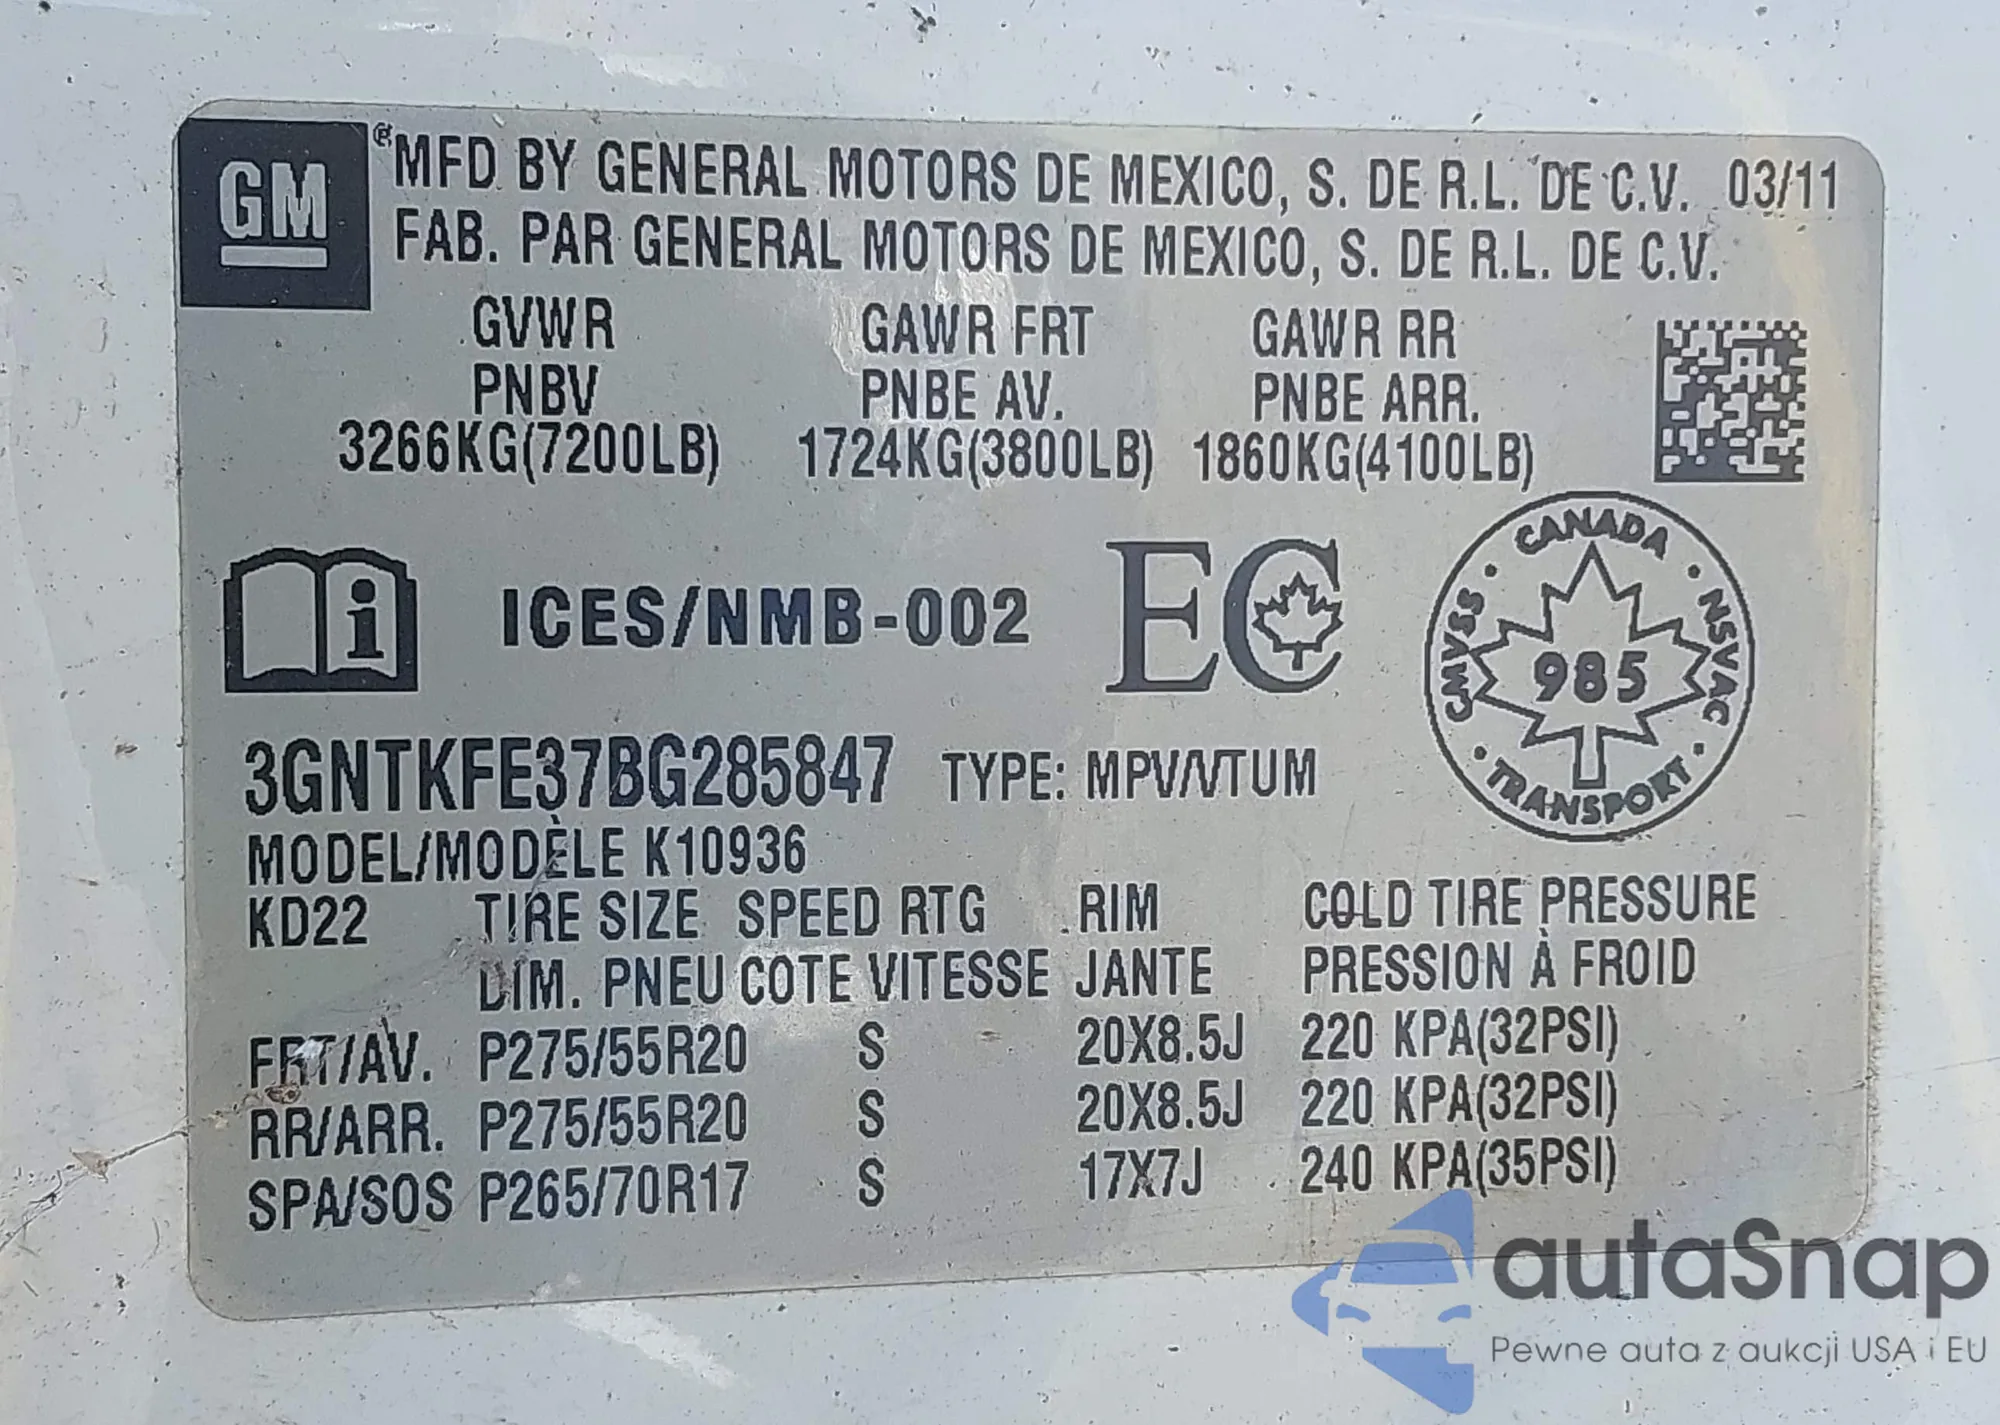 GM
®MFD BY GENERAL MOTORS DE MEXICO, S. DE R.L. DE C.V. 03/11
FAB. PAR GENERAL MOTORS DE MEXICO, S. DE R.L. DE C.V.
GVWR GAWR FRT GAWR RR
PNBV PNBE AV. PNBE ARR.
3266KG(7200LB) 1724KG(3800LB) 1860KG(4100LB)
i ICES/NMB-002 EC
CANADA
CMVSS · NSVAC
985
TRANSPORT
3GNTKFE37BG285847 TYPE: MPV/VTUM
MODEL/MODÈLE K10936
KD22 TIRE SIZE SPEED RTG RIM COLD TIRE PRESSURE
DIM. PNEU COTE VITESSE JANTE PRESSION À FROID
FRT/AV. P275/55R20 S 20X8.5J 220 KPA(32PSI)
RR/ARR. P275/55R20 S 20X8.5J 220 KPA(32PSI)
SPA/SOS P265/70R17 S 17X7J 240 KPA(35PSI)
autaSnap
Pewne auta z aukcji USA i EU